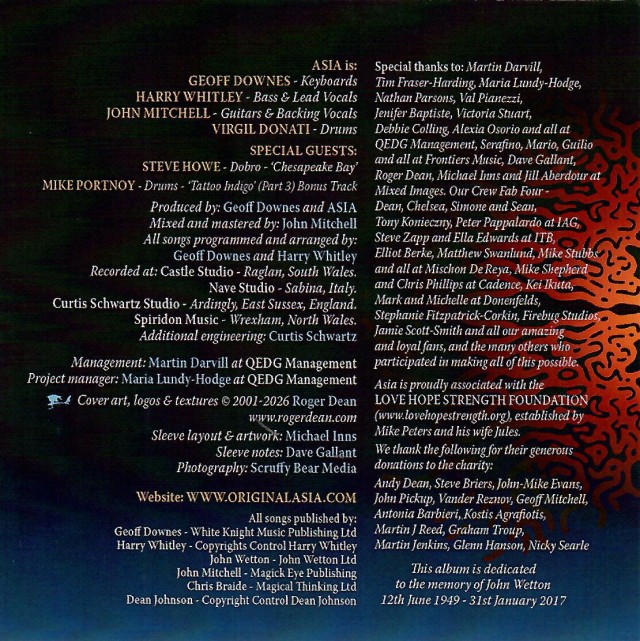 ASIA is:
GEOFF DOWNES - Keyboards
HARRY WHITLEY - Bass & Lead Vocals
JOHN MITCHELL - Guitars & Backing Vocals
VIRGIL DONATI - Drums
SPECIAL GUESTS:
STEVE HOWE - Dobro - ‘Chesapeake Bay’
MIKE PORTNOY - Drums - ‘Tattoo Indigo’ (Part 3) Bonus Track
Produced by: Geoff Downes and ASIA
Mixed and mastered by: John Mitchell
All songs programmed and arranged by:
Geoff Downes and Harry Whitley
Recorded at: Castle Studio - Raglan, South Wales.
Nave Studio - Sabina, Italy.
Curtis Schwartz Studio - Ardingly, East Sussex, England.
Spiridon Music - Wrexham, North Wales.
Additional engineering: Curtis Schwartz
Management: Martin Darvill at QEDG Management
Project manager: Maria Lundy-Hodge at QEDG Management
Cover art, logos & textures © 2001-2026 Roger Dean
www.rogerdean.com
Sleeve layout & artwork: Michael Inns
Sleeve notes: Dave Gallant
Photography: Scruffy Bear Media
Website: WWW.ORIGINALASIA.COM
All songs published by:
Geoff Downes - White Knight Music Publishing Ltd
Harry Whitley - Copyrights Control Harry Whitley
John Wetton - John Wetton Ltd
John Mitchell - Magick Eye Publishing
Chris Braide - Magical Thinking Ltd
Dean Johnson - Copyright Control Dean Johnson
Special thanks to: Martin Darvill,
Tim Fraser-Harding, Maria Lundy-Hodge,
Nathan Parsons, Val Pianezzi,
Jenifer Baptiste, Victoria Stuart,
Debbie Colling, Alexia Osorio and all at
QEDG Management, Serafino, Mario, Guilio
and all at Frontiers Music, Dave Gallant,
Roger Dean, Michael Inns and Jill Aberdour at
Mixed Images. Our Crew Fab Four -
Dean, Chelsea, Simone and Sean,
Tony Konieczny, Peter Pappalardo at IAG,
Steve Zapp and Ella Edwards at ITB,
Elliot Berke, Matthew Swanlund, Mike Stubbs
and all at Mischon De Reya, Mike Shepherd
and Chris Phillips at Cadence, Kei Ikuta,
Mark and Michelle at Donenfelds,
Stephanie Fitzpatrick-Corkin, Firebug Studios,
Jamie Scott-Smith and all our amazing
and loyal fans, and the many others who
participated in making all of this possible.
Asia is proudly associated with the
LOVE HOPE STRENGTH FOUNDATION
(www.lovehopestrength.org), established by
Mike Peters and his wife Jules.
We thank the following for their generous
donations to the charity:
Andy Dean, Steve Briers, John-Mike Evans,
John Pickup, Vander Reznov, Geoff Mitchell,
Antonia Barbieri, Kostis Agrafiotis,
Martin J Reed, Graham Troup,
Martin Jenkins, Glenn Hanson, Nicky Searle
This album is dedicated
to the memory of John Wetton
12th June 1949 - 31st January 2017